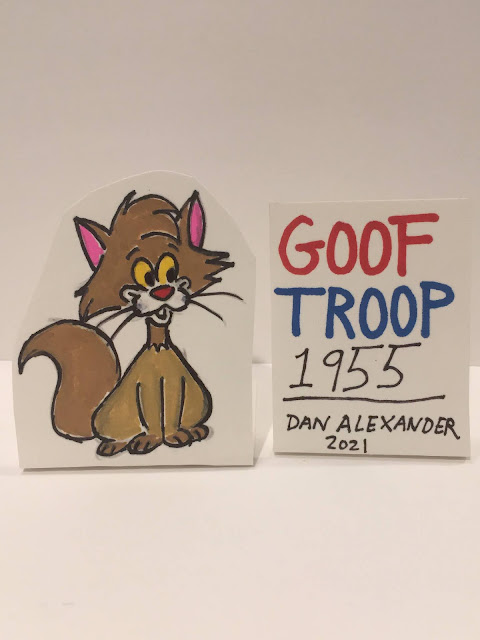 GOOF
TROOP
1955
DAN ALEXANDER
2021